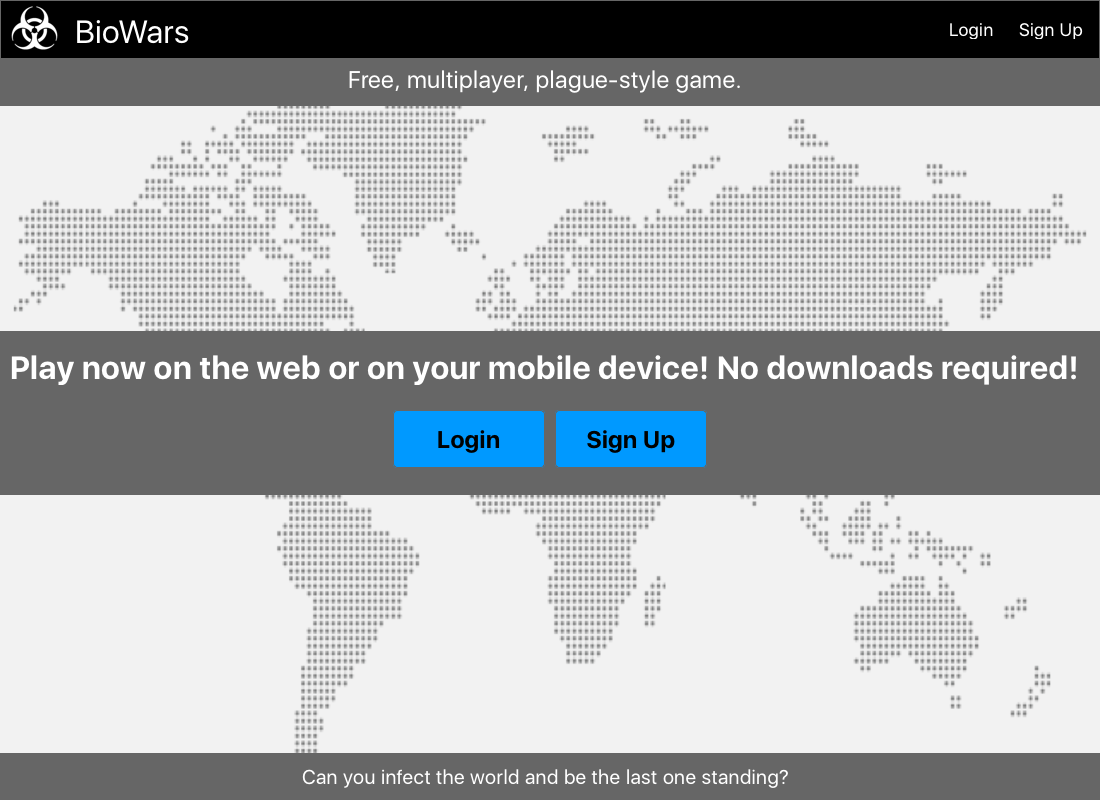 BioWars
Login
Sign Up
Free, multiplayer, plague-style game.
Play now on the web or on your mobile device! No downloads required!
Login
Sign Up
Can you infect the world and be the last one standing?